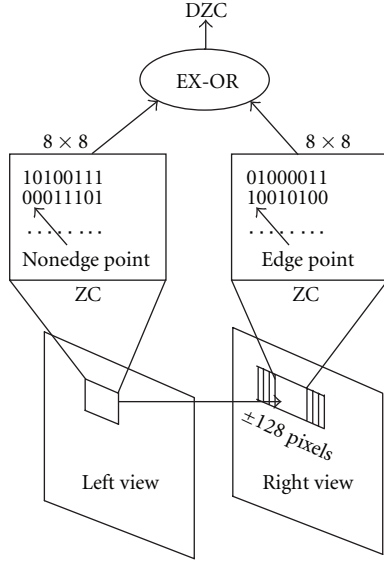 DZC
EX-OR
8 × 8
8 × 8
10100111
00011101
........
Nonedge point
ZC
01000011
10010100
........
Edge point
ZC
±128 pixels
Left view
Right view